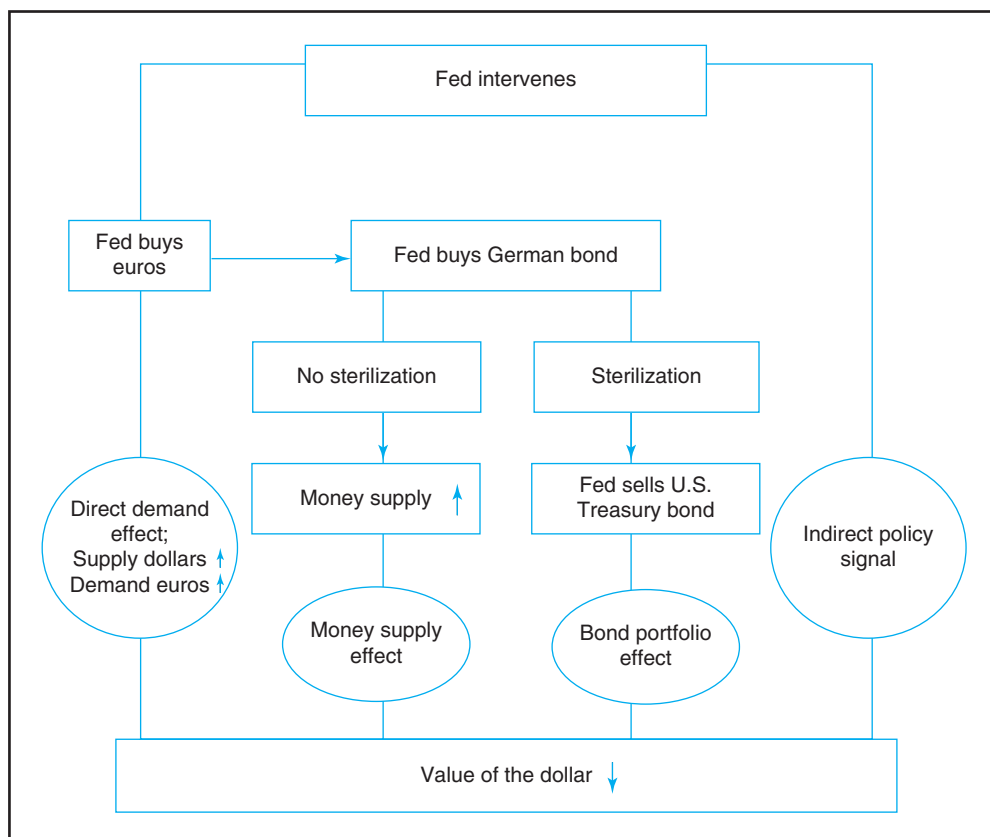 Fed intervenes
Fed buys
euros
Fed buys German bond
No sterilization
Sterilization
Money supply
Fed sells U.S.
Treasury bond
Direct demand
effect;
Supply dollars
Demand euros
Indirect policy
signal
Money supply
effect
Bond portfolio
effect
Value of the dollar